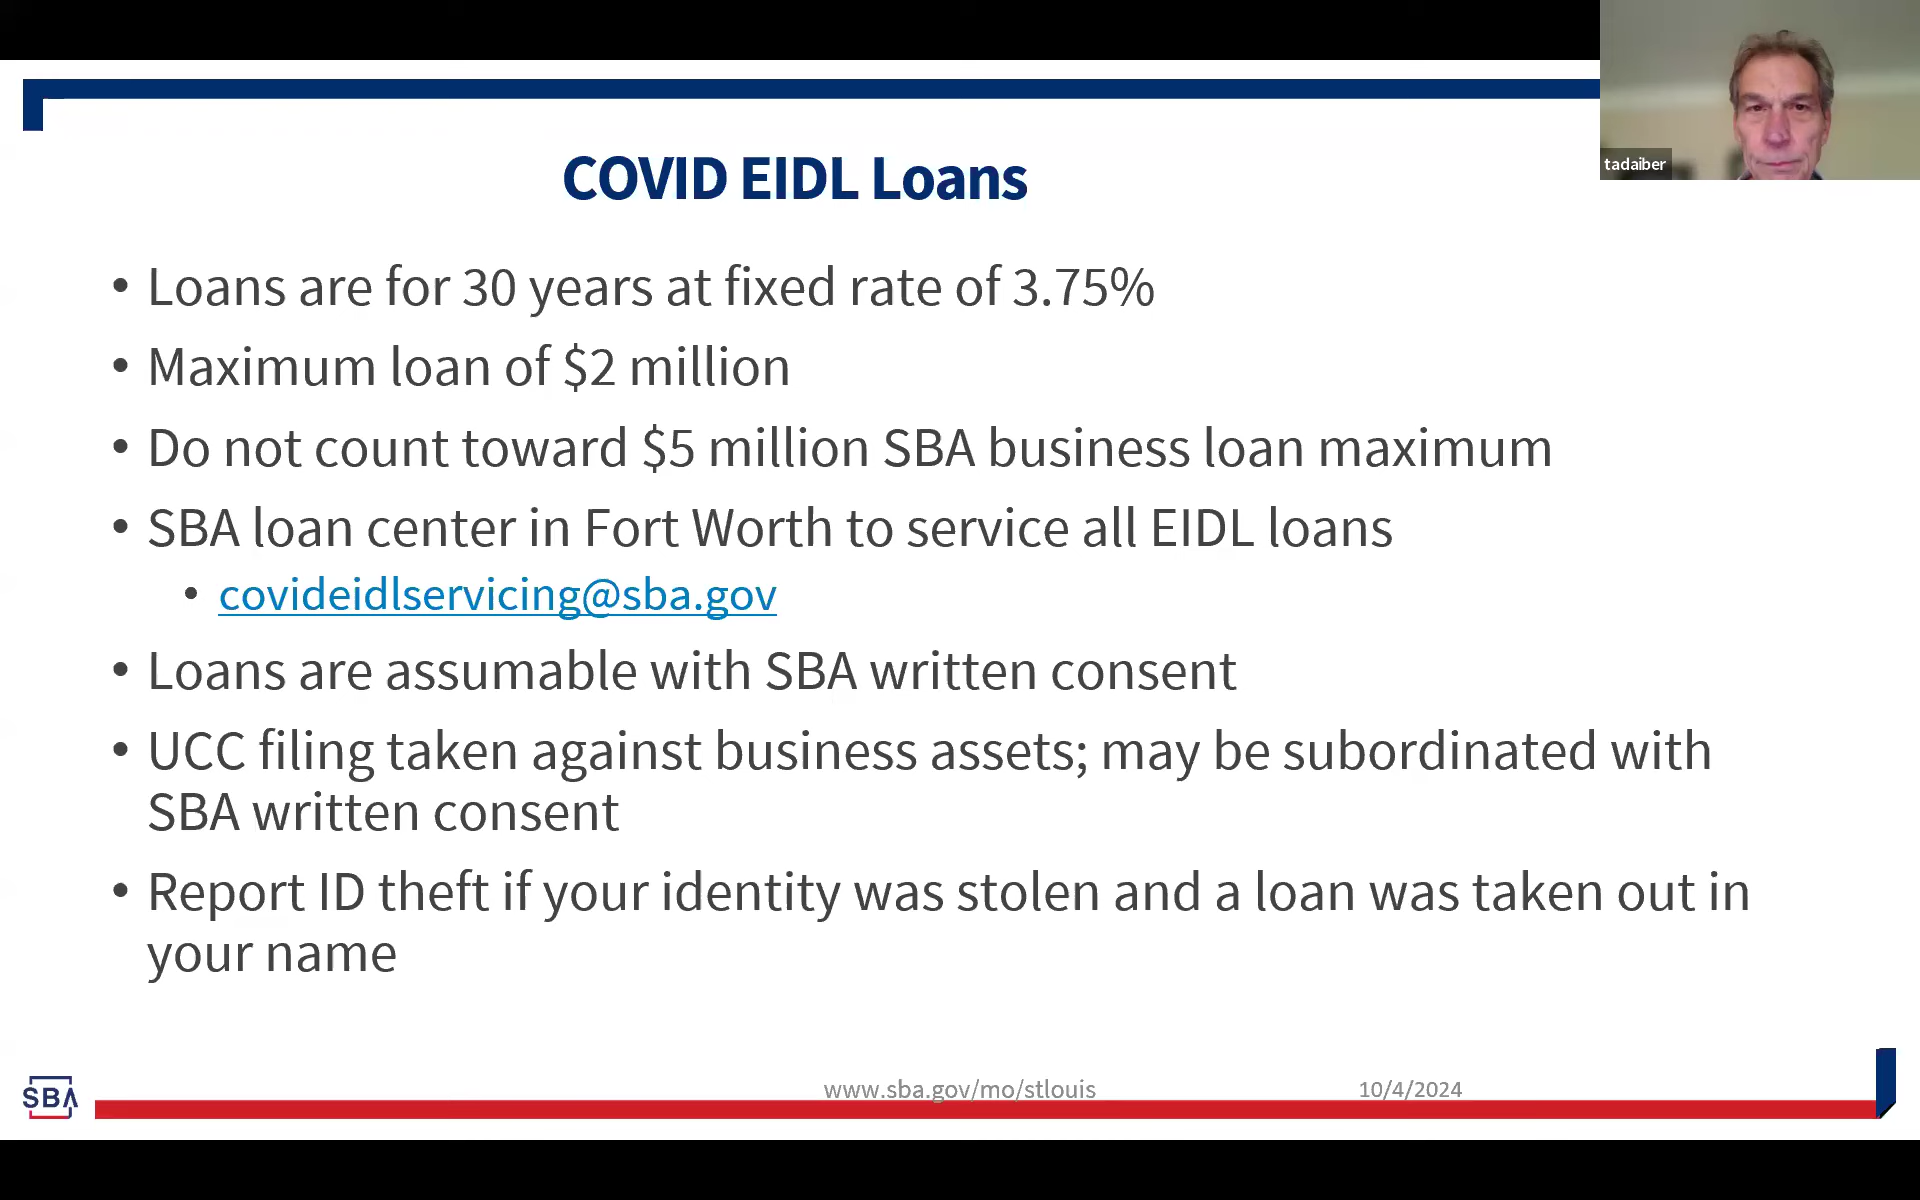 tadaiber
COVID EIDL Loans
• Loans are for 30 years at fixed rate of 3.75%
• Maximum loan of $2 million
• Do not count toward $5 million SBA business loan maximum
• SBA loan center in Fort Worth to service all EIDL loans
• covideidlservicing@sba.gov
• Loans are assumable with SBA written consent
• UCC filing taken against business assets; may be subordinated with
SBA written consent
• Report ID theft if your identity was stolen and a loan was taken out in
your name
SBA
www.sba.gov/mo/stlouis
10/4/2024